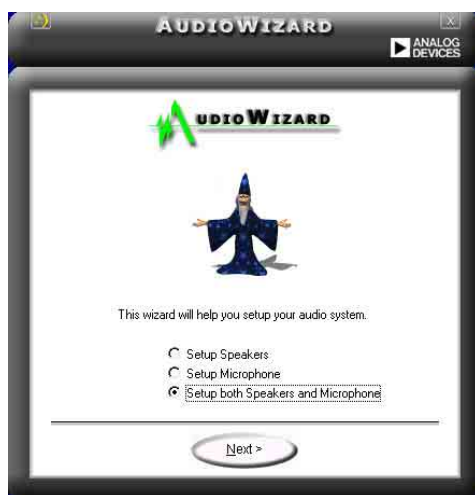 AUDIOWIZARD
ANALOG
DEVICES
AUDIOWIZARD
This wizard will help you setup your audio system.
Setup Speakers
Setup Microphone
Setup both Speakers and Microphone
Next >